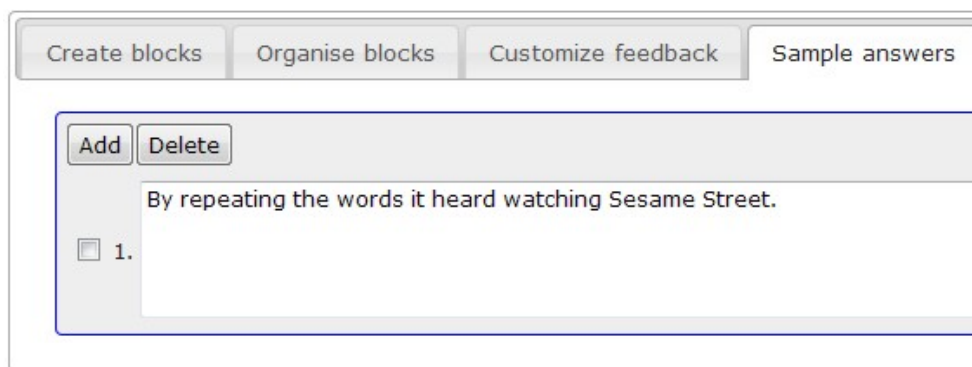 Create blocks Organise blocks Customize feedback Sample answers
Add Delete
By repeating the words it heard watching Sesame Street.
1.